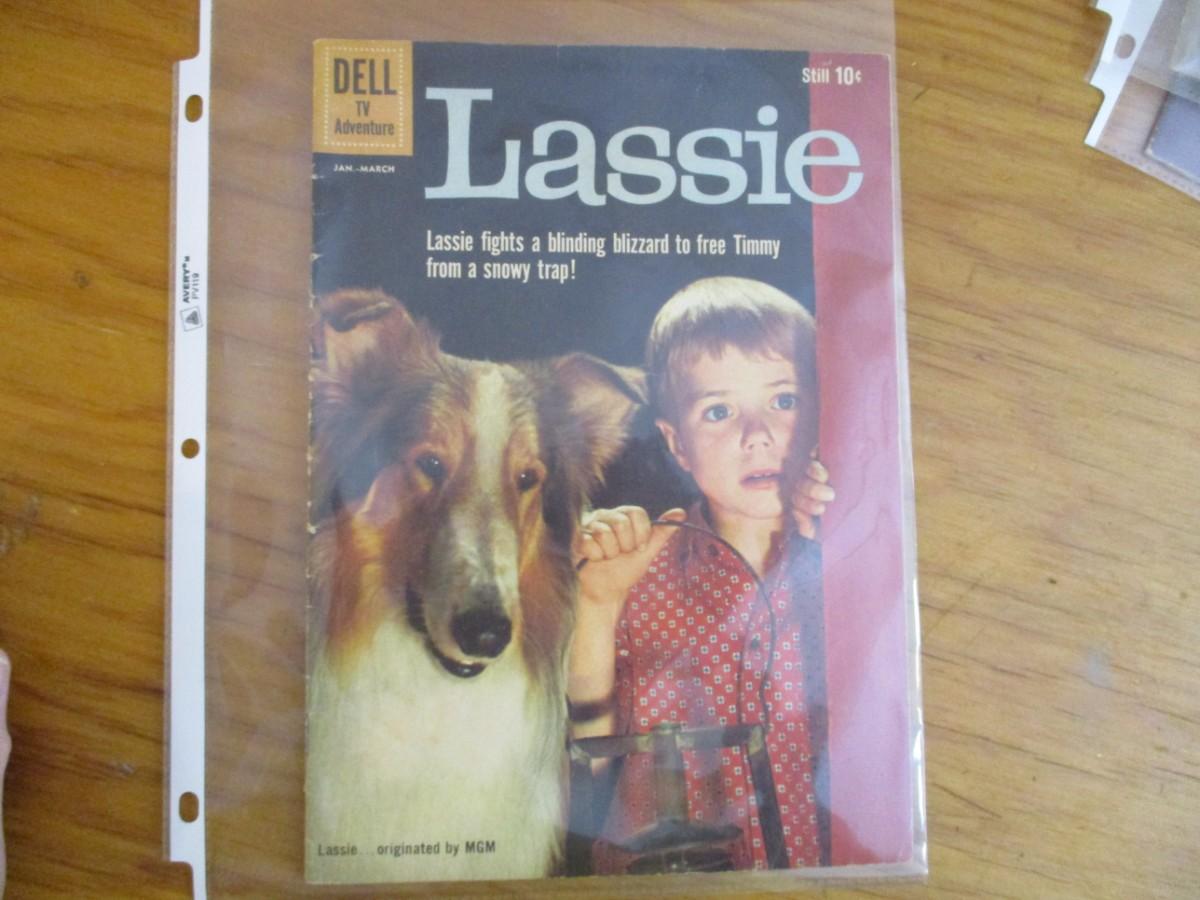 DELL
TV
Adventure
JAN.-MARCH
Still 10¢
Lassie
Lassie fights a blinding blizzard to free Timmy
from a snowy trap!
Lassie... originated by MGM
AVERY®
PV119